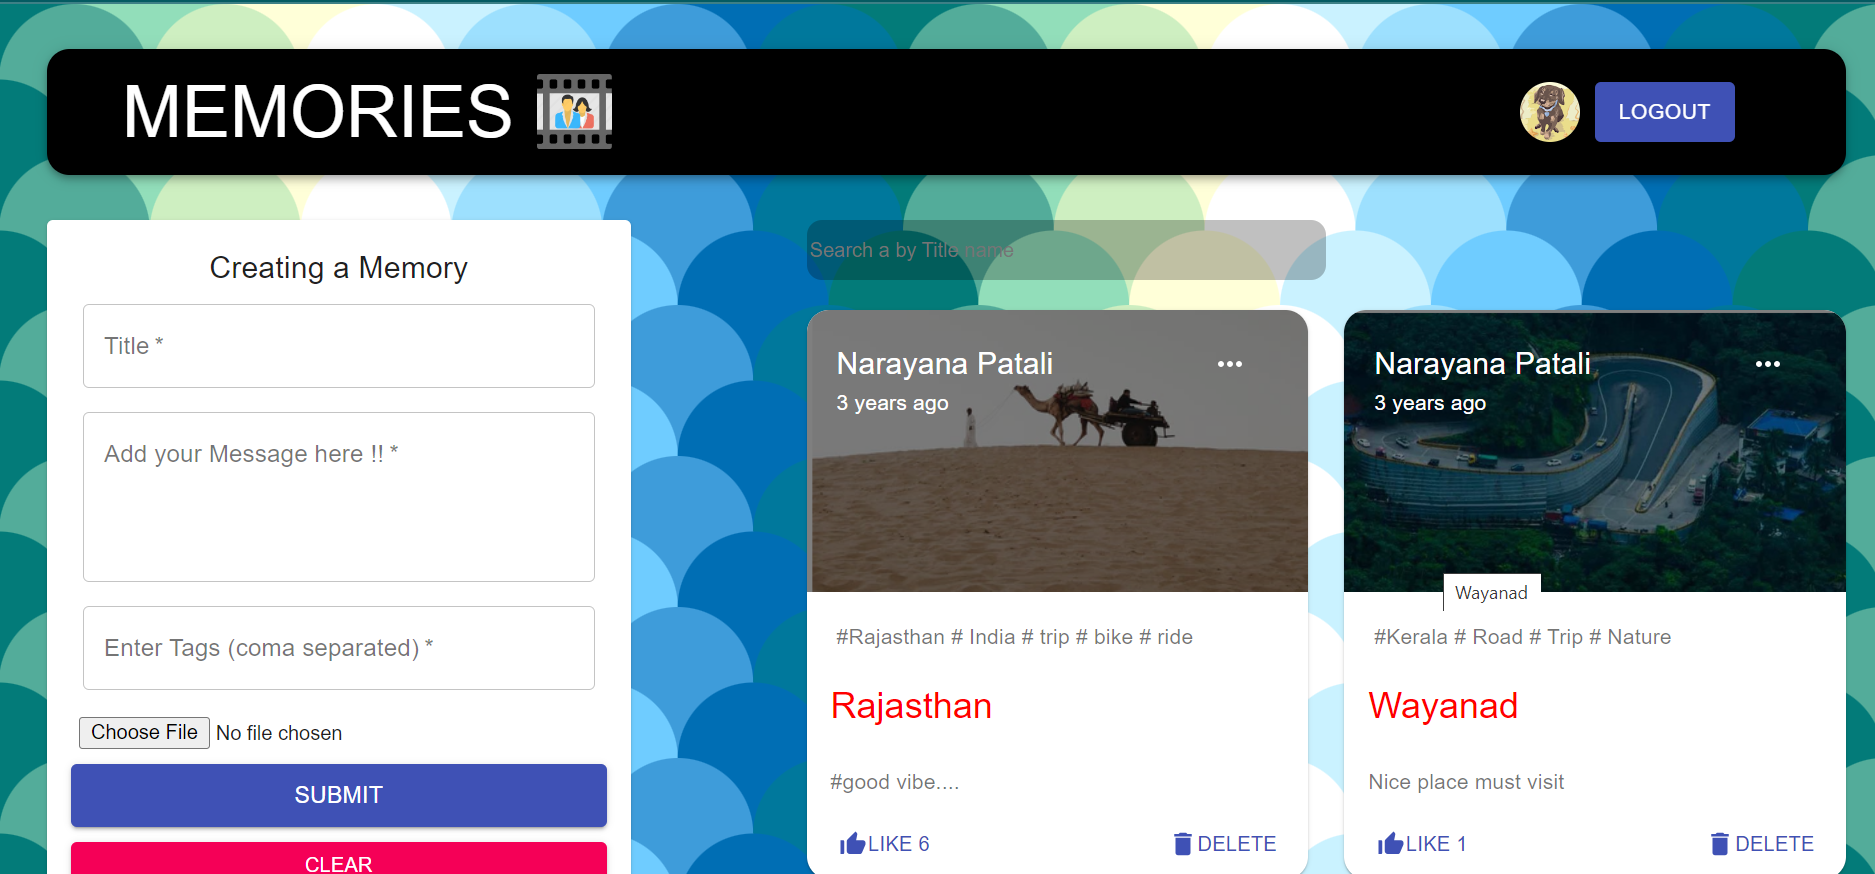 MEMORIES
LOGOUT
Creating a Memory
Title *
Add your Message here !! *
Enter Tags (coma separated) *
Choose File No file chosen
SUBMIT
CLEAR
Search a by Title name
Narayana Patali
3 years ago
#Rajasthan # India # trip # bike # ride
Rajasthan
#good vibe....
LIKE 6 DELETE
Narayana Patali
3 years ago
Wayanad
#Kerala # Road # Trip # Nature
Wayanad
Nice place must visit
LIKE 1 DELETE